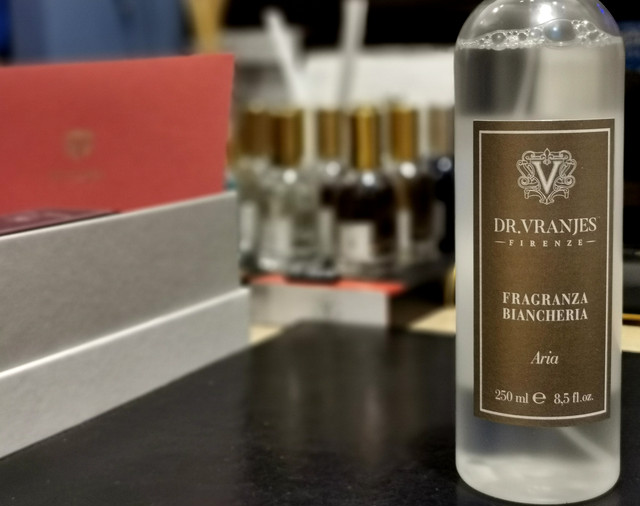 V
DR.VRANJES
FIRENZE
FRAGRANZA
BIANCHERIA
Aria
250 ml ℮ 8,5 fl.oz.